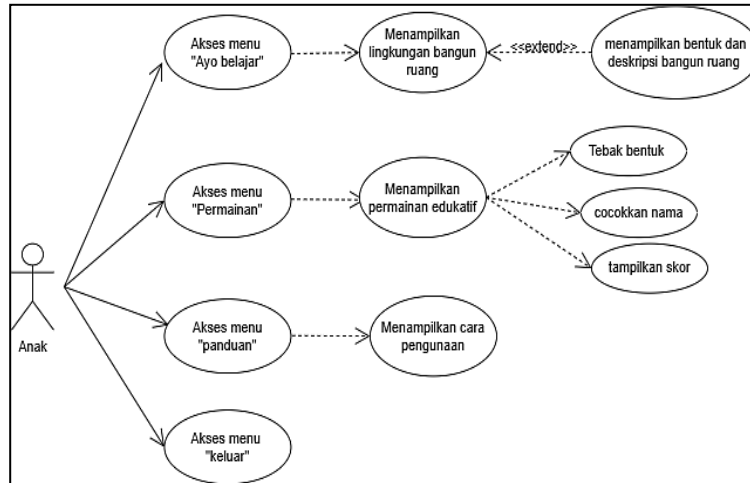 Akses menu
"Ayo belajar"
Menampilkan
lingkungan bangun
ruang
<<extend>>
menampilkan bentuk dan
deskripsi bangun ruang
Akses menu
"Permainan"
Menampilkan
permainan edukatif
Tebak bentuk
cocokkan nama
tampilkan skor
Anak
Akses menu
"panduan"
Menampilkan cara
pengunaan
Akses menu
"keluar"